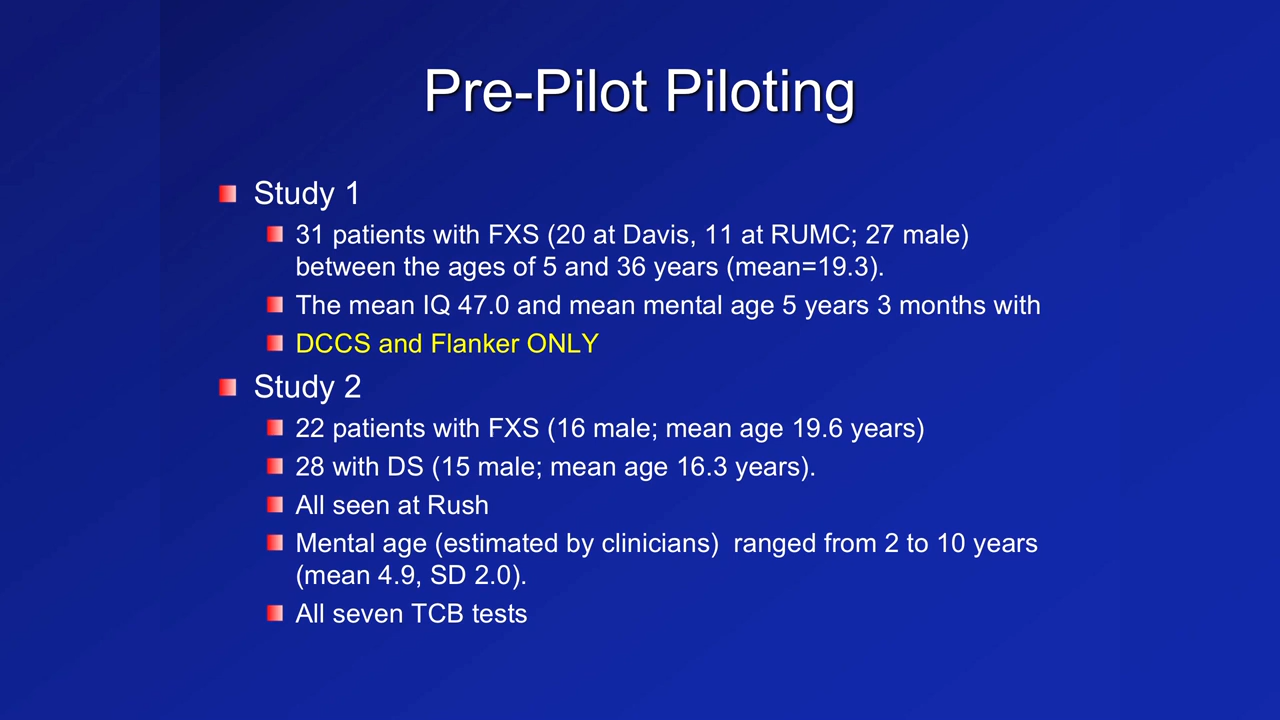 Pre-Pilot Piloting
Study 1
31 patients with FXS (20 at Davis, 11 at RUMC; 27 male)
between the ages of 5 and 36 years (mean=19.3).
The mean IQ 47.0 and mean mental age 5 years 3 months with
DCCS and Flanker ONLY
Study 2
22 patients with FXS (16 male; mean age 19.6 years)
28 with DS (15 male; mean age 16.3 years).
All seen at Rush
Mental age (estimated by clinicians)  ranged from 2 to 10 years
(mean 4.9, SD 2.0).
All seven TCB tests